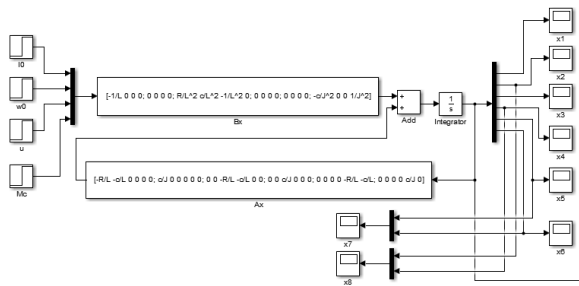 I0
w0
u
Mc
[-1/L 0 0 0; 0 0 0 0; R/L^2 c/L^2 -1/L^2 0; 0 0 0 0; 0 0 0 0; -c/J^2 0 0 1/J^2]
Bx
+
+
Add
1
s
Integrator
[-R/L -c/L 0 0 0 0; c/J 0 0 0 0 0; 0 0 -R/L -c/L 0 0; 0 0 c/J 0 0 0; 0 0 0 0 -R/L -c/L; 0 0 0 0 c/J 0]
Ax
x1
x2
x3
x4
x5
x6
x7
x8